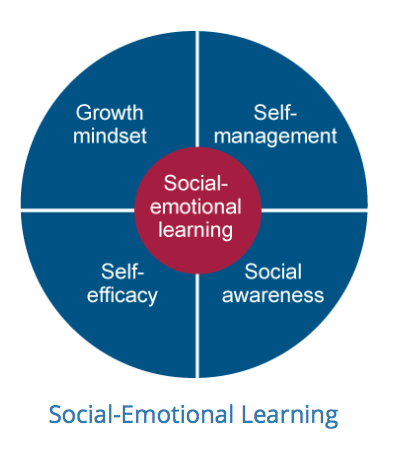 Growth
mindset
Self-
management
Social-
emotional
learning
Self-
efficacy
Social
awareness
Social-Emotional Learning